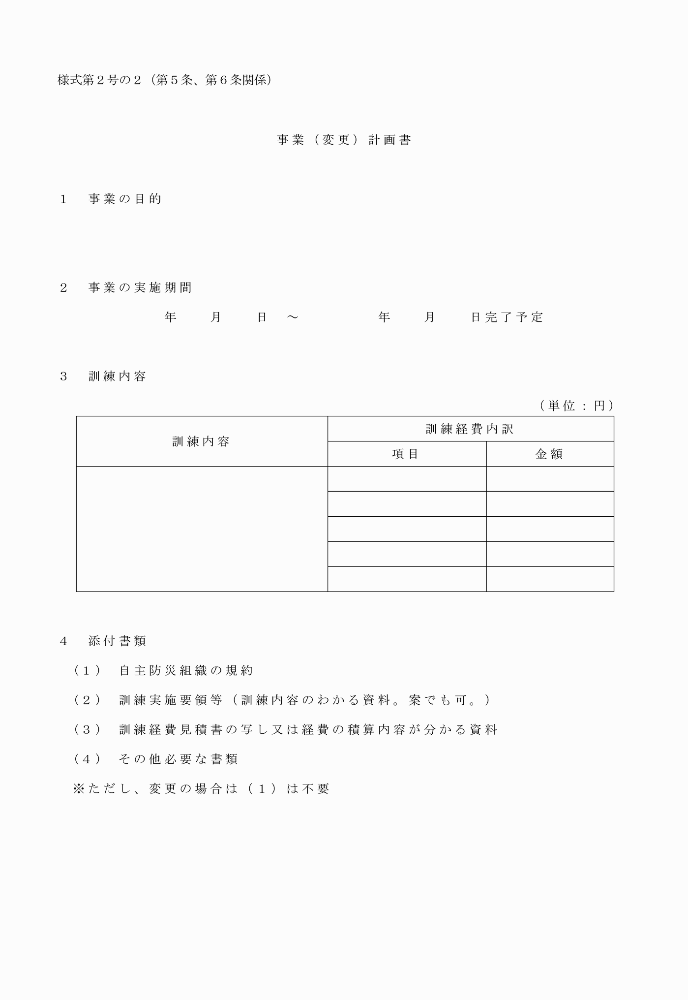 様式第２号の２（第５条、第６条関係）
事業（変更）計画書
１　事業の目的
２　事業の実施期間
年　　月　　日　～　　　　　年　　月　　日完了予定
３　訓練内容
（単位：円）
訓練内容
訓練経費内訳
項目　金額
４　添付書類
（１）　自主防災組織の規約
（２）　訓練実施要領等（訓練内容のわかる資料。案でも可。）
（３）　訓練経費見積書の写し又は経費の積算内容が分かる資料
（４）　その他必要な書類
※ただし、変更の場合は（１）は不要